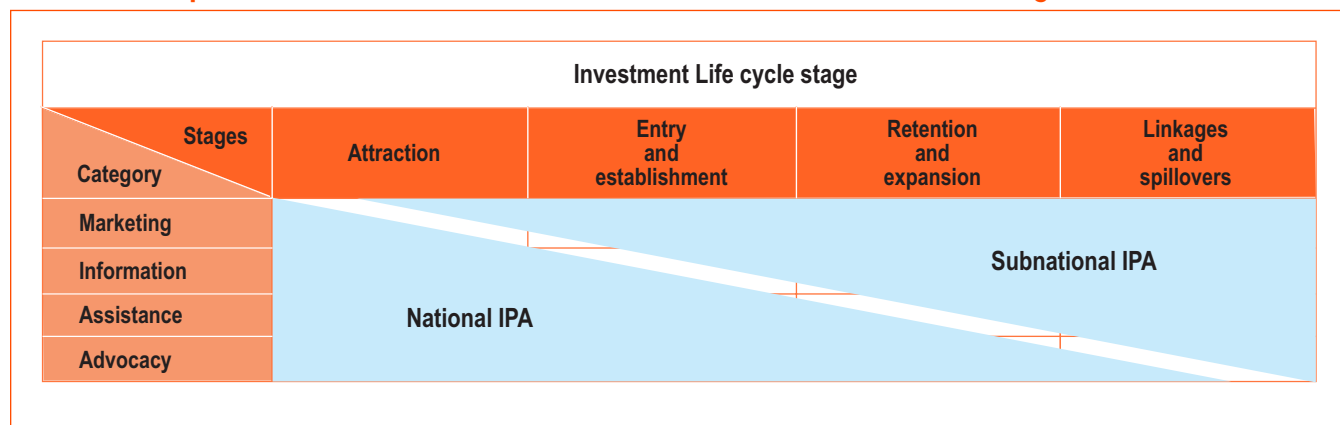 Investment Life cycle stage
Stages
Category
Attraction
Entry
and
establishment
Retention
and
expansion
Linkages
and
spillovers
Marketing
Information
Assistance
Advocacy
Subnational IPA
National IPA